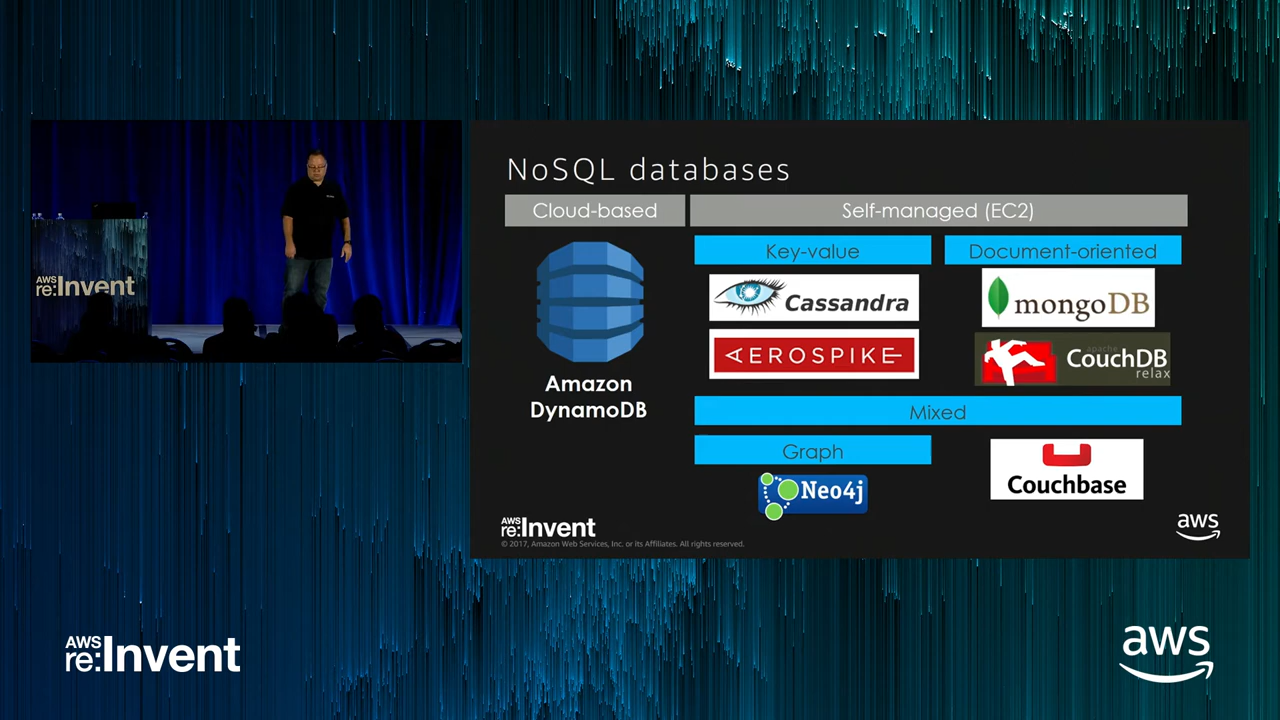 AWS
re:Invent
NoSQL databases
Cloud-based
Self-managed (EC2)
Key-value
Document-oriented
Cassandra
mongoDB
AEROSPIKE
apache
CouchDB
relax
Amazon
DynamoDB
Mixed
Graph
Neo4j
Couchbase
AWS
re:Invent
© 2017, Amazon Web Services, Inc. or its Affiliates. All rights reserved.
aws
AWS
re:Invent
aws